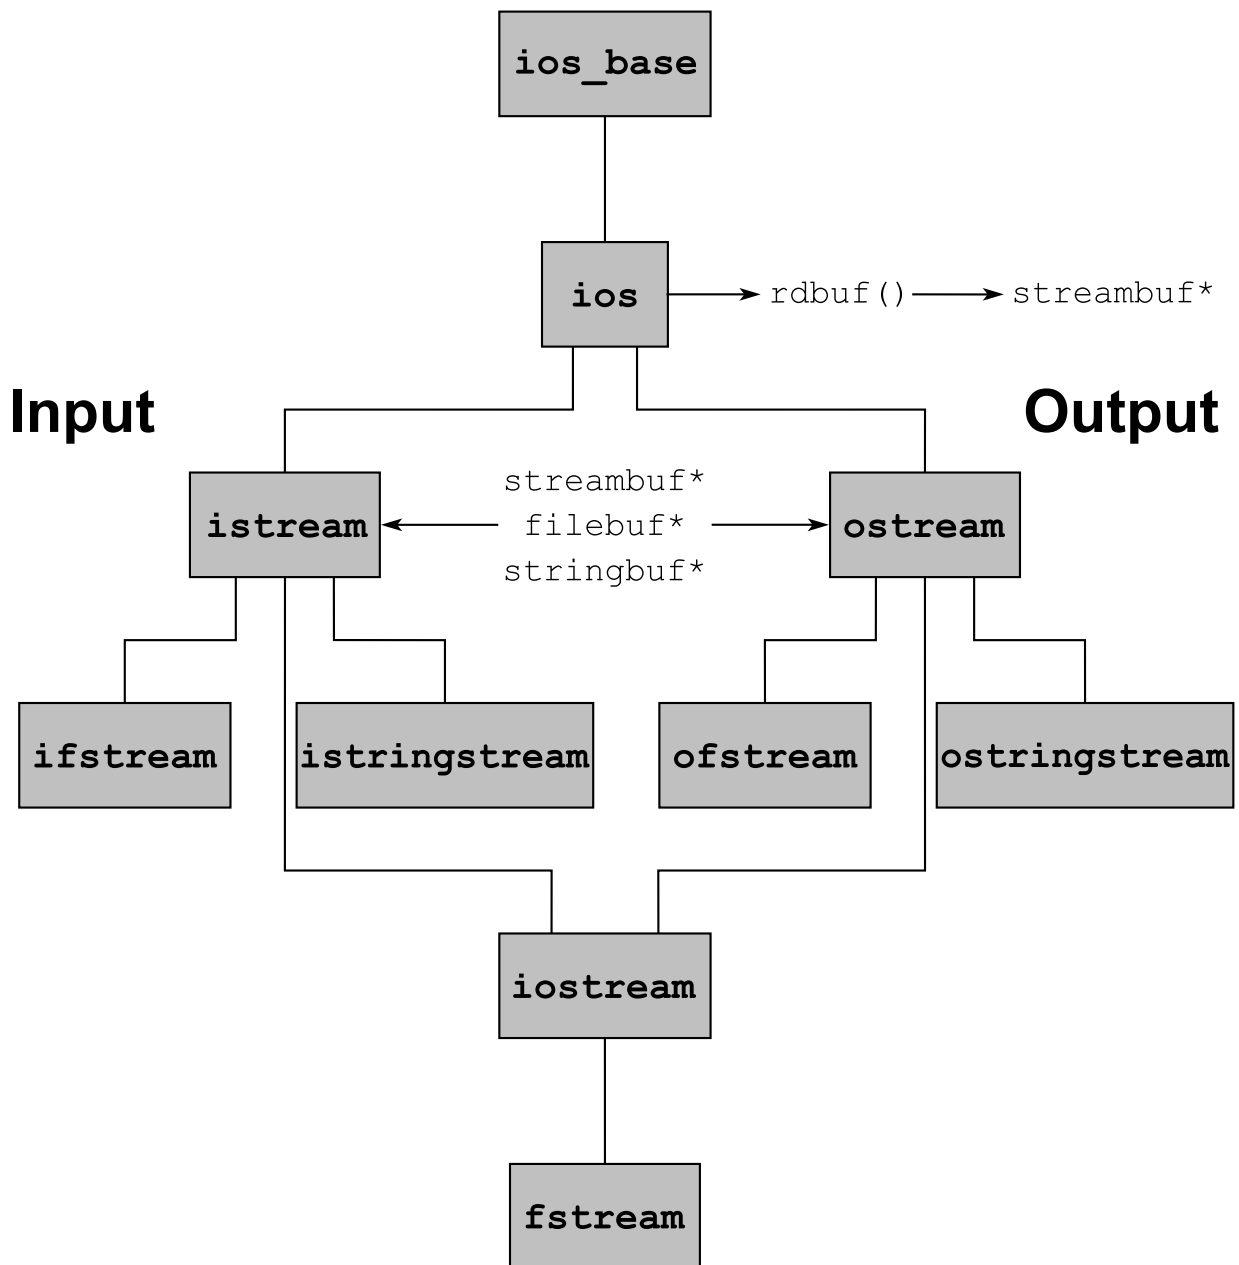 ios_base
ios
rdbuf()
streambuf*
Input
Output
streambuf*
istream
filebuf*
ostream
stringbuf*
ifstream
istringstream
ofstream
ostringstream
iostream
fstream